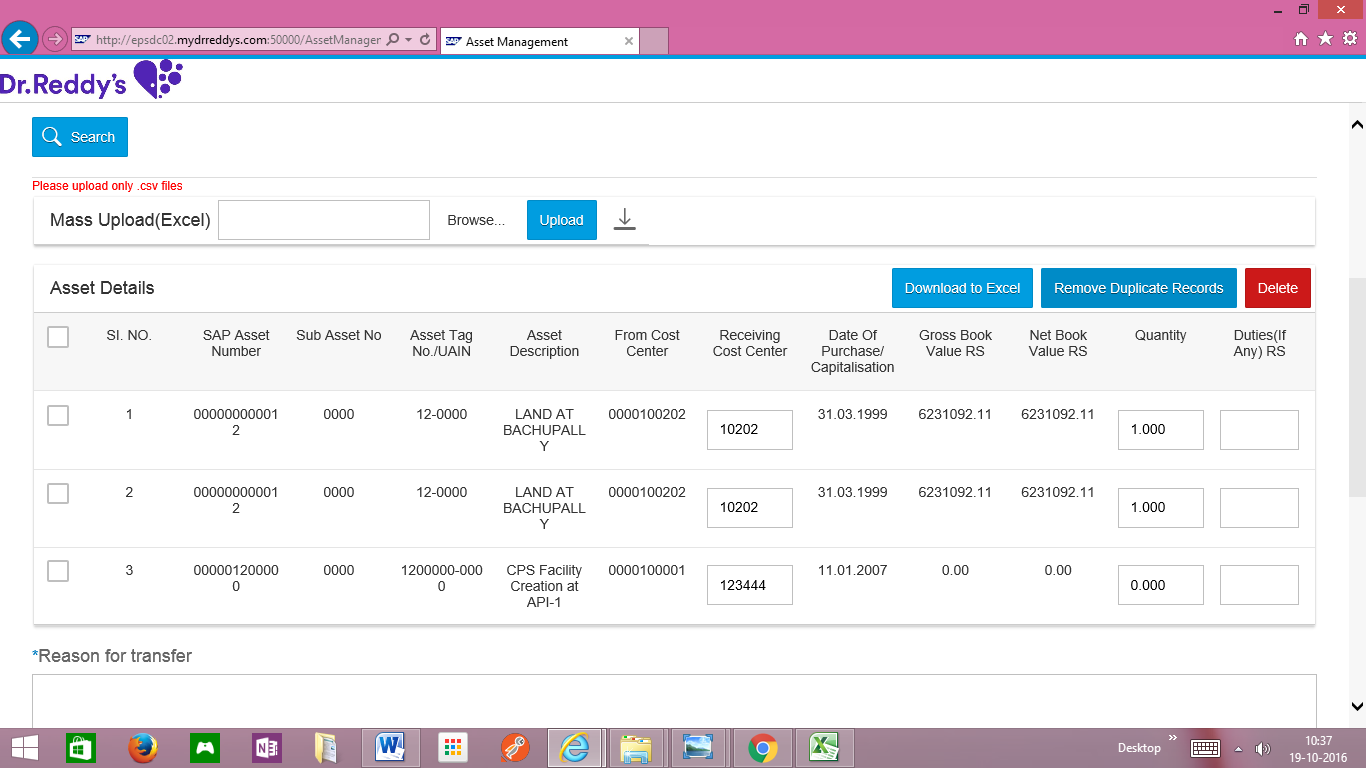 http://epsdc02.mydrreddys.com:50000/AssetManager
SAP Asset Management
Dr.Reddy's
Search
Please upload only .csv files
Mass Upload(Excel) Browse... Upload
Asset Details Download to Excel Remove Duplicate Records Delete
SI. NO. SAP Asset Sub Asset No Asset Tag Asset From Cost Receiving Date Of Gross Book Net Book Quantity Duties(If
Number No./UAIN Description Center Cost Center Purchase/ Value RS Value RS Any) RS
Capitalisation
1 00000000001 0000 12-0000 LAND AT 0000100202 10202 31.03.1999 6231092.11 6231092.11 1.000
2 BACHUPALL
Y
2 00000000001 0000 12-0000 LAND AT 0000100202 10202 31.03.1999 6231092.11 6231092.11 1.000
2 BACHUPALL
Y
3 00000120000 0000 1200000-000 CPS Facility 0000100001 123444 11.01.2007 0.00 0.00 0.000
0 0 Creation at
API-1
*Reason for transfer
Desktop
10:37
19-10-2016